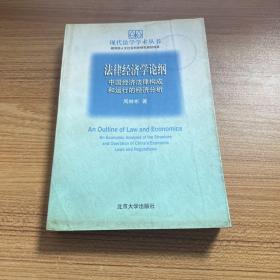 现代法学学术丛书
法律经济学论纲
中国经济法律构成
和运行的经济分析
周林彬 著
An Outline of Law and Economics
An Economic Analysis of the Structure
and Operation of China's Economic
Laws and Regulations
北京大学出版社